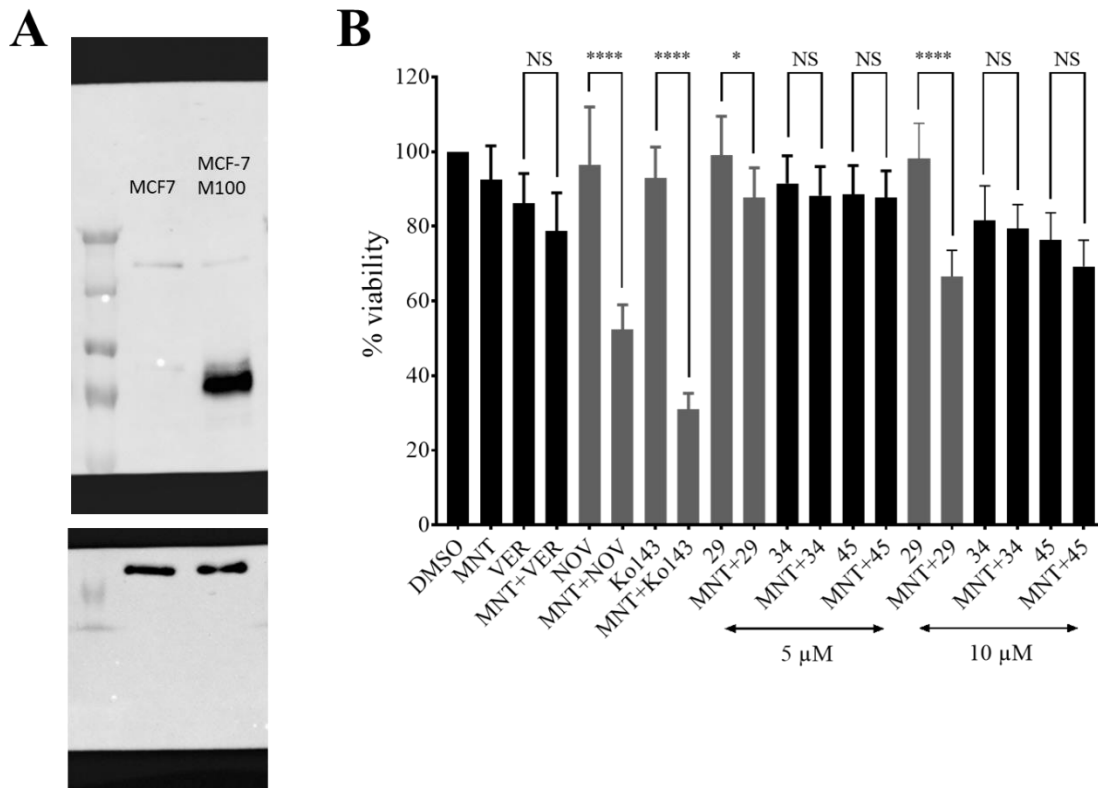 A
MCF7
MCF-7
M100
B
NS
****
****
*
NS
NS
****
NS
NS
120
100
80
60
40
20
0
% viability
DMSO
MNT
VER
MNT+VER
NOV
MNT+NOV
Ko143
MNT+Ko143
29
MNT+29
34
MNT+34
45
MNT+45
29
MNT+29
34
MNT+34
45
MNT+45
5 µM
10 µM